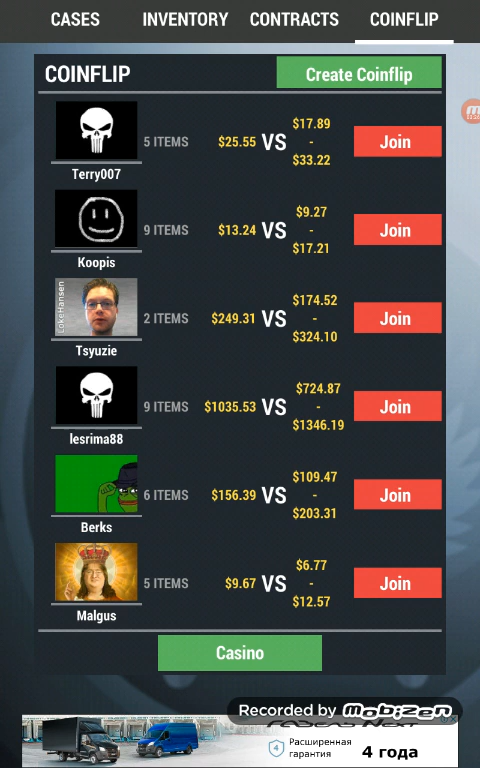 CASES INVENTORY CONTRACTS COINFLIP
COINFLIP Create Coinflip
5 ITEMS $25.55 VS $17.89 - $33.22 Join
Terry007
9 ITEMS $13.24 VS $9.27 - $17.21 Join
Koopis
LokeHansen
2 ITEMS $249.31 VS $174.52 - $324.10 Join
Tsyuzie
9 ITEMS $1035.53 VS $724.87 - $1346.19 Join
lesrima88
6 ITEMS $156.39 VS $109.47 - $203.31 Join
Berks
5 ITEMS $9.67 VS $6.77 - $12.57 Join
Malgus
Casino
Recorded by Mobizen
4 Расширенная
гарантия 4 года